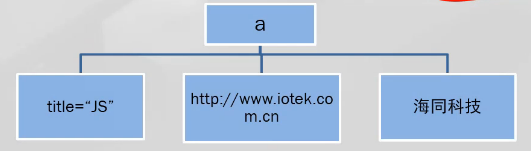 a
title=“JS”
http://www.iotek.co
m.cn
海同科技